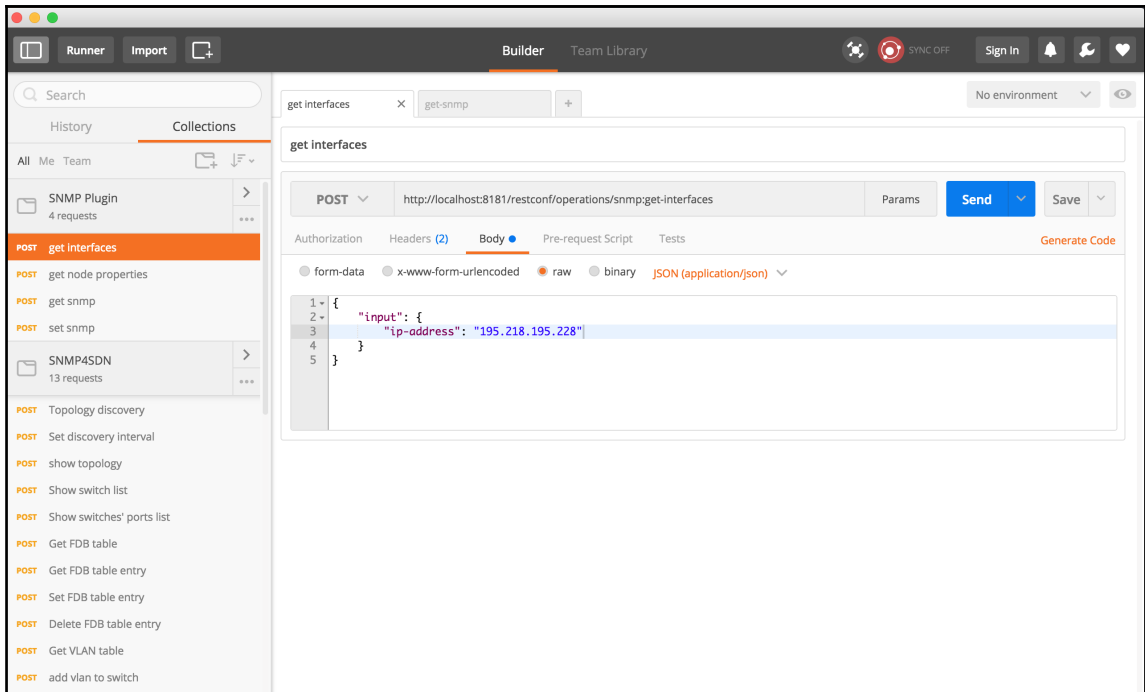 Runner Import Builder Team Library SYNC OFF Sign In
Search
History Collections
All Me Team
SNMP Plugin
4 requests
POST get interfaces
POST get node properties
POST get snmp
POST set snmp
SNMP4SDN
13 requests
POST Topology discovery
POST Set discovery interval
POST show topology
POST Show switch list
POST Show switches' ports list
POST Get FDB table
POST Get FDB table entry
POST Set FDB table entry
POST Delete FDB table entry
POST Get VLAN table
POST add vlan to switch
get interfaces get-snmp No environment
get interfaces
POST http://localhost:8181/restconf/operations/snmp:get-interfaces Params Send Save
Authorization Headers (2) Body Pre-request Script Tests Generate Code
form-data x-www-form-urlencoded raw binary JSON (application/json)
1 {
2 "input": {
3 "ip-address": "195.218.195.228"
4 }
5 }